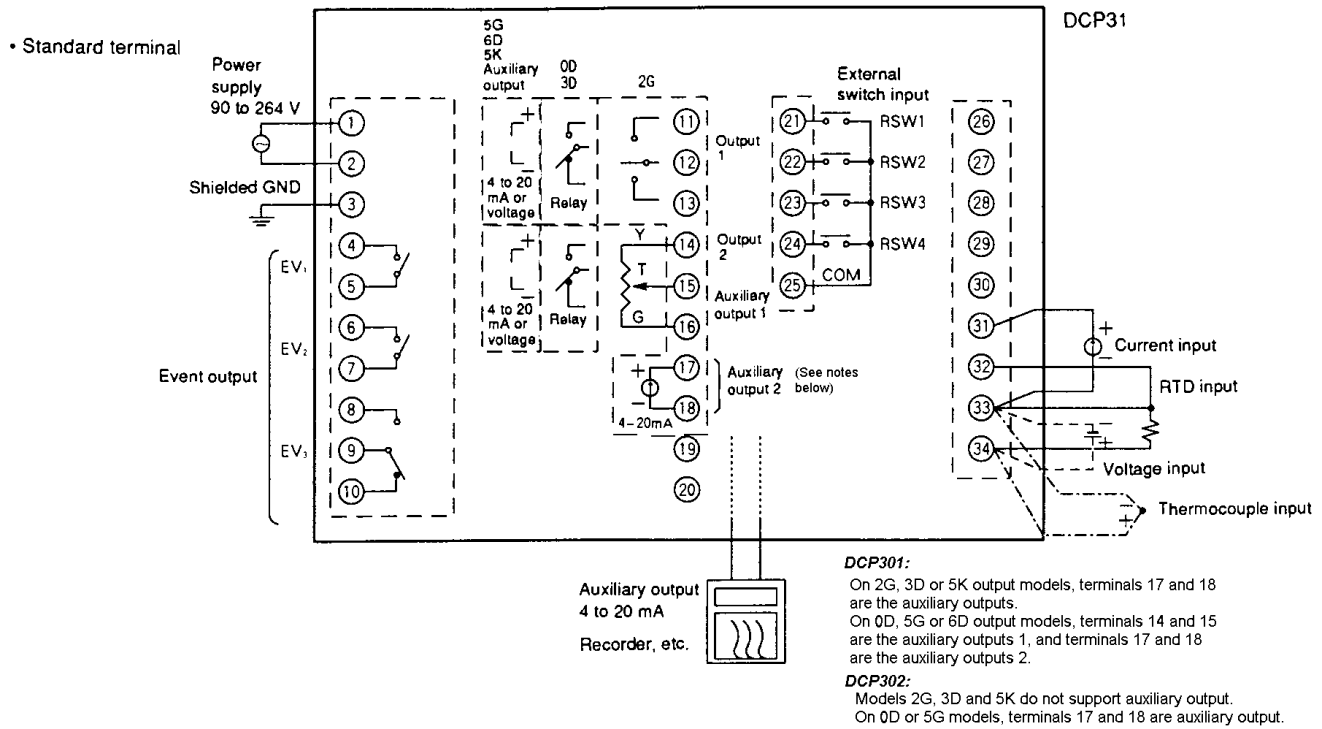 DCP31
• Standard terminal
Power
supply
90 to 264 V
Shielded GND
EV1
EV2
EV3
Event output
1
2
3
4
5
6
7
8
9
10
5G
6D
5K
Auxiliary
output
0D
3D
2G
+
−
4 to 20
mA or
voltage
Relay
+
−
4 to 20
mA or
voltage
Relay
Y
T
G
+
−
4–20mA
11
12
13
14
15
16
17
18
19
20
Output
1
Output
2
Auxiliary
output 1
Auxiliary
output 2
(See notes
below)
External
switch input
21
22
23
24
25
RSW1
RSW2
RSW3
RSW4
COM
26
27
28
29
30
31
32
33
34
+
−
Current input
RTD input
−
+
Voltage input
−
+
Thermocouple input
Auxiliary output
4 to 20 mA
Recorder, etc.
DCP301:
On 2G, 3D or 5K output models, terminals 17 and 18
are the auxiliary outputs.
On 0D, 5G or 6D output models, terminals 14 and 15
are the auxiliary outputs 1, and terminals 17 and 18
are the auxiliary outputs 2.
DCP302:
Models 2G, 3D and 5K do not support auxiliary output.
On 0D or 5G models, terminals 17 and 18 are auxiliary output.